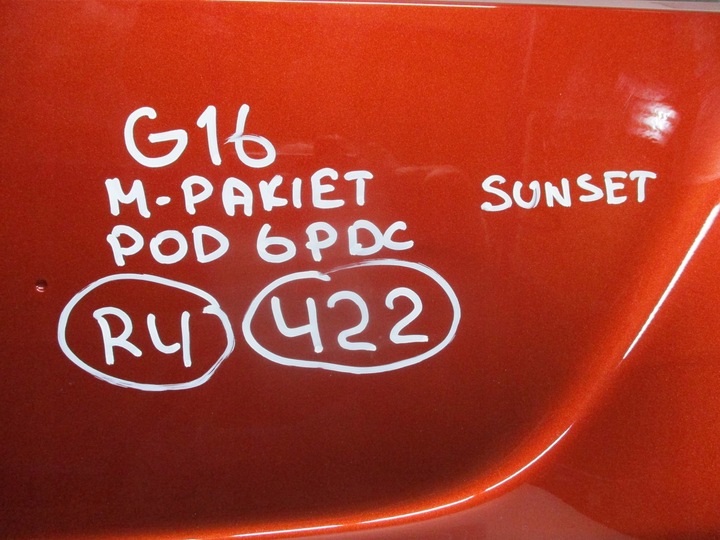 G16
M-PAKIET
SUNSET
POD 6PDC
R4
422